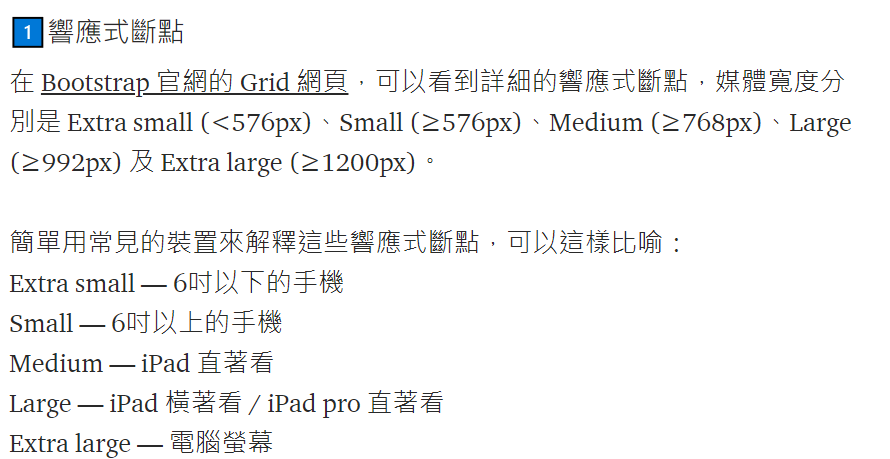 1 響應式斷點
在 Bootstrap 官網的 Grid 網頁，可以看到詳細的響應式斷點，媒體寬度分
別是 Extra small (<576px)、Small (≥576px)、Medium (≥768px)、Large
(≥992px) 及 Extra large (≥1200px)。
簡單用常見的裝置來解釋這些響應式斷點，可以這樣比喻：
Extra small — 6吋以下的手機
Small — 6吋以上的手機
Medium — iPad 直著看
Large — iPad 橫著看 / iPad pro 直著看
Extra large — 電腦螢幕